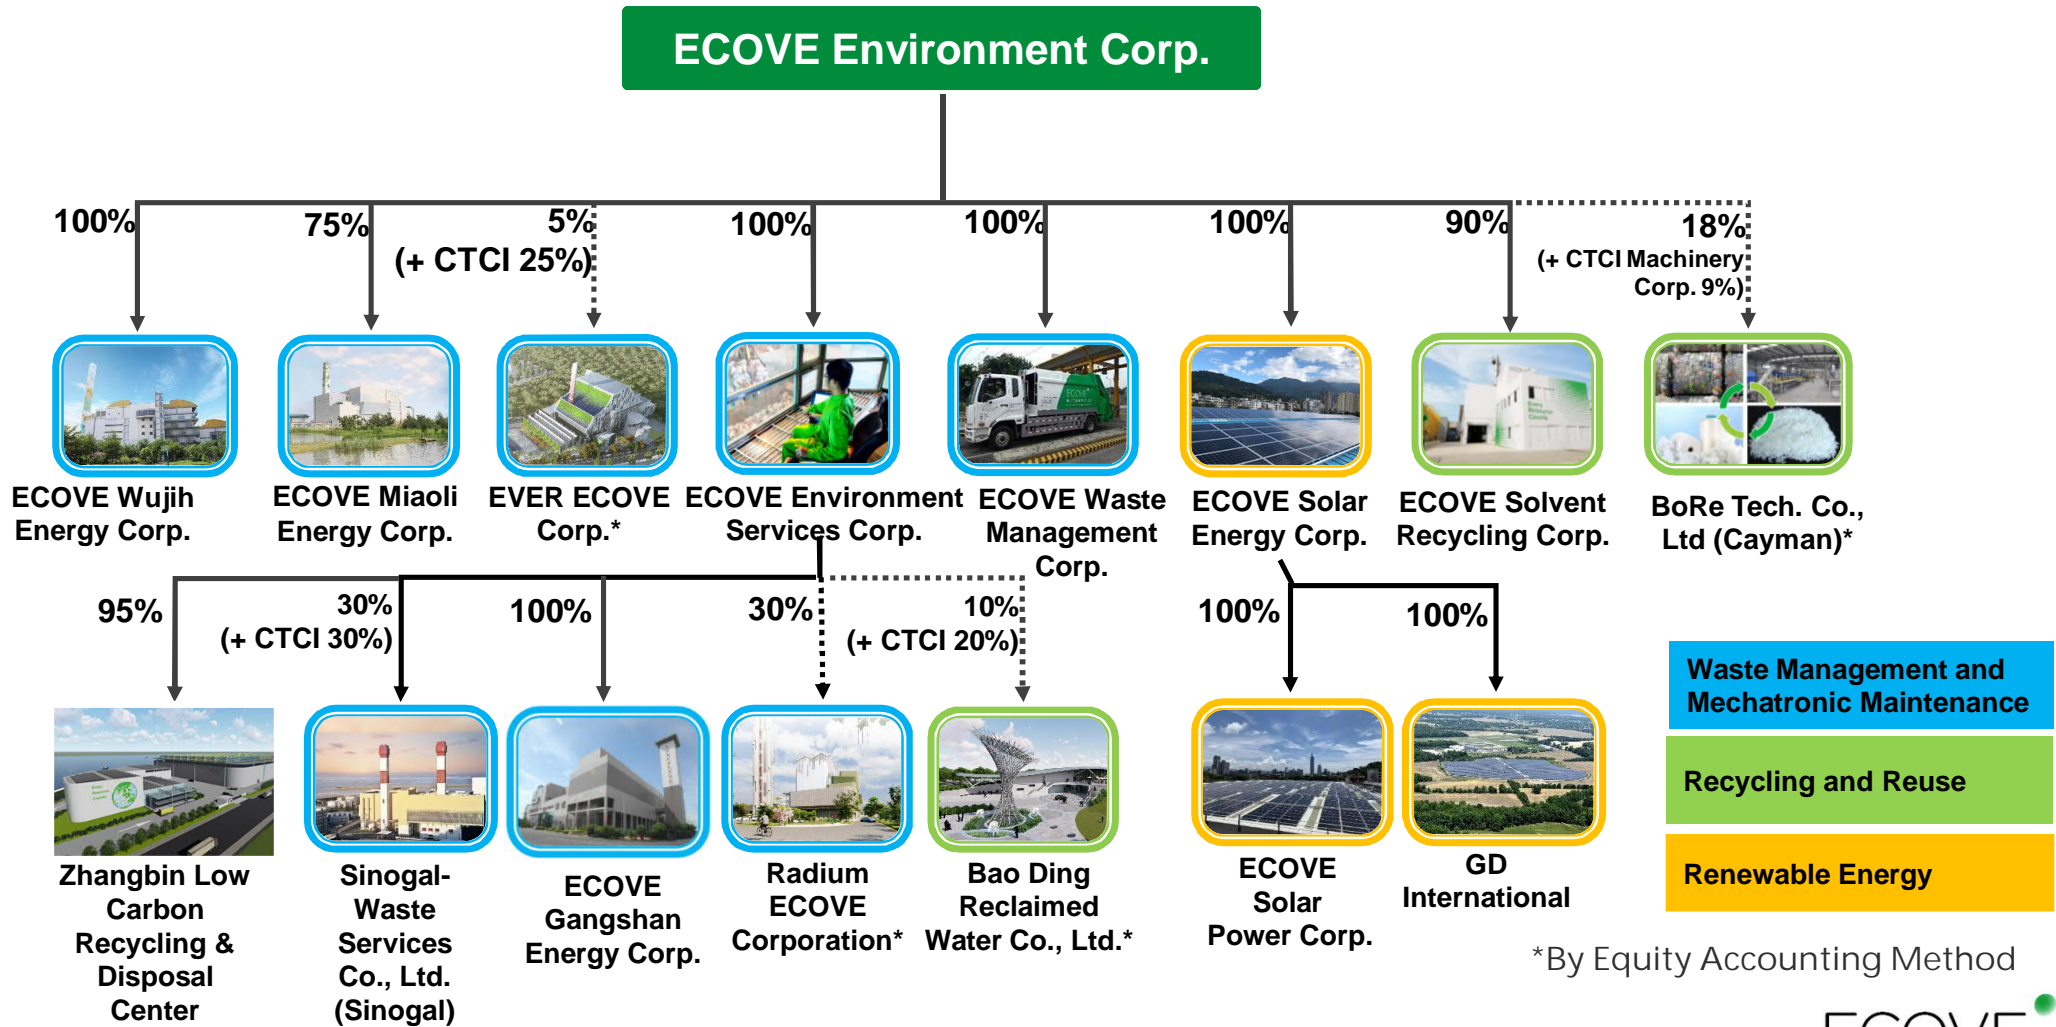 ECOVE Environment Corp.
100%
75%
5%
(+ CTCI 25%)
100%
100%
100%
90%
18%
(+ CTCI Machinery
Corp. 9%)
ECOVE Wujih
Energy Corp.
ECOVE Miaoli
Energy Corp.
EVER ECOVE
Corp.*
ECOVE Environment
Services Corp.
ECOVE Waste
Management
Corp.
ECOVE Solar
Energy Corp.
ECOVE Solvent
Recycling Corp.
BoRe Tech. Co.,
Ltd (Cayman)*
95%
30%
(+ CTCI 30%)
100%
30%
10%
(+ CTCI 20%)
100%
100%
Zhangbin Low
Carbon
Recycling &
Disposal
Center
Sinogal-
Waste
Services
Co., Ltd.
(Sinogal)
ECOVE
Gangshan
Energy Corp.
Radium
ECOVE
Corporation*
Bao Ding
Reclaimed
Water Co., Ltd.*
ECOVE
Solar
Power Corp.
GD
International
Waste Management and
Mechatronic Maintenance
Recycling and Reuse
Renewable Energy
*By Equity Accounting Method
ECOVE